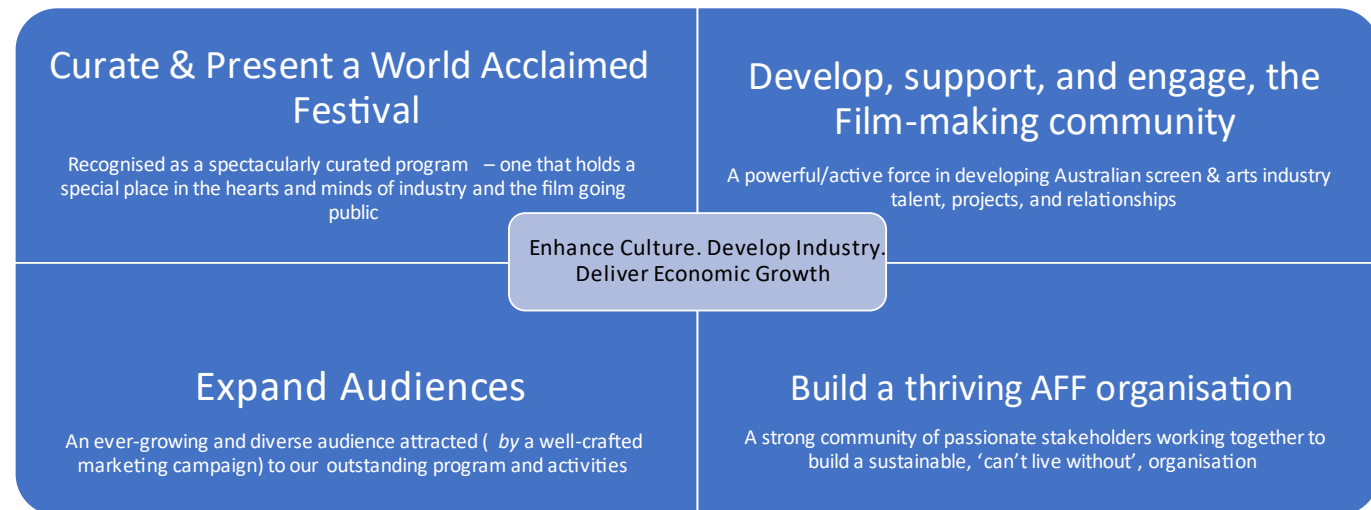 Curate & Present a World Acclaimed
Festival
Recognised as a spectacularly curated program – one that holds a
special place in the hearts and minds of industry and the film going
public
Develop, support, and engage, the
Film-making community
A powerful/active force in developing Australian screen & arts industry
talent, projects, and relationships
Enhance Culture. Develop Industry.
Deliver Economic Growth
Expand Audiences
An ever-growing and diverse audience attracted ( by a well-crafted
marketing campaign) to our outstanding program and activities
Build a thriving AFF organisation
A strong community of passionate stakeholders working together to
build a sustainable, ‘can’t live without’, organisation